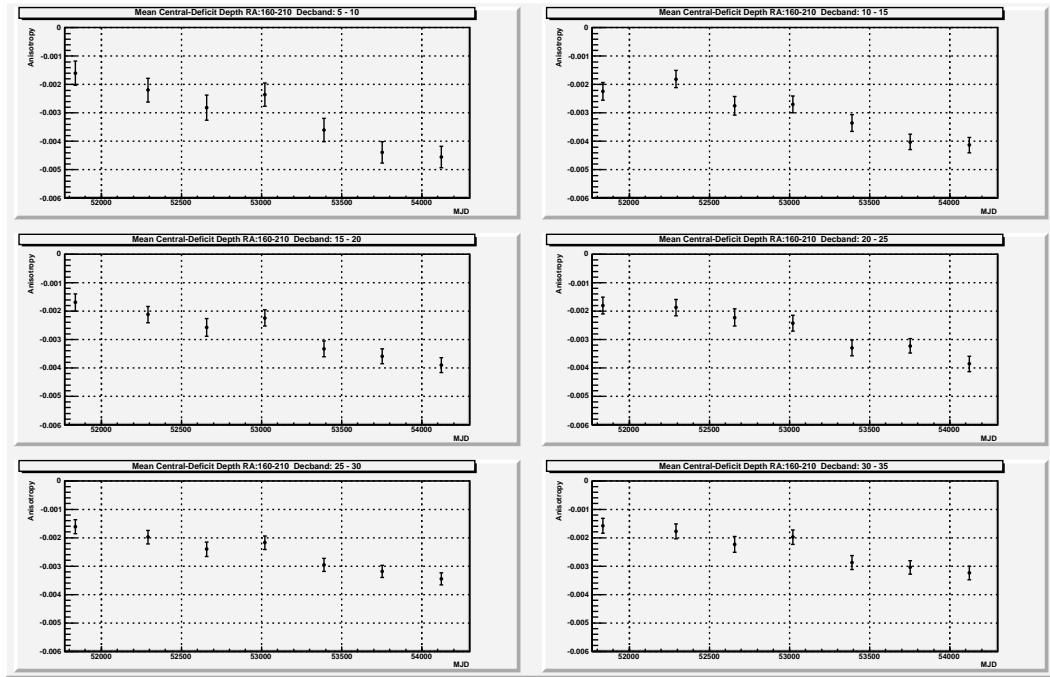 Mean Central-Deficit Depth RA:160-210 Decband: 5 - 10
Anisotropy
0
-0.001
-0.002
-0.003
-0.004
-0.005
-0.006
52000 52500 53000 53500 54000
MJD
Mean Central-Deficit Depth RA:160-210 Decband: 10 - 15
Anisotropy
0
-0.001
-0.002
-0.003
-0.004
-0.005
-0.006
52000 52500 53000 53500 54000
MJD
Mean Central-Deficit Depth RA:160-210 Decband: 15 - 20
Anisotropy
0
-0.001
-0.002
-0.003
-0.004
-0.005
-0.006
52000 52500 53000 53500 54000
MJD
Mean Central-Deficit Depth RA:160-210 Decband: 20 - 25
Anisotropy
0
-0.001
-0.002
-0.003
-0.004
-0.005
-0.006
52000 52500 53000 53500 54000
MJD
Mean Central-Deficit Depth RA:160-210 Decband: 25 - 30
Anisotropy
0
-0.001
-0.002
-0.003
-0.004
-0.005
-0.006
52000 52500 53000 53500 54000
MJD
Mean Central-Deficit Depth RA:160-210 Decband: 30 - 35
Anisotropy
0
-0.001
-0.002
-0.003
-0.004
-0.005
-0.006
52000 52500 53000 53500 54000
MJD